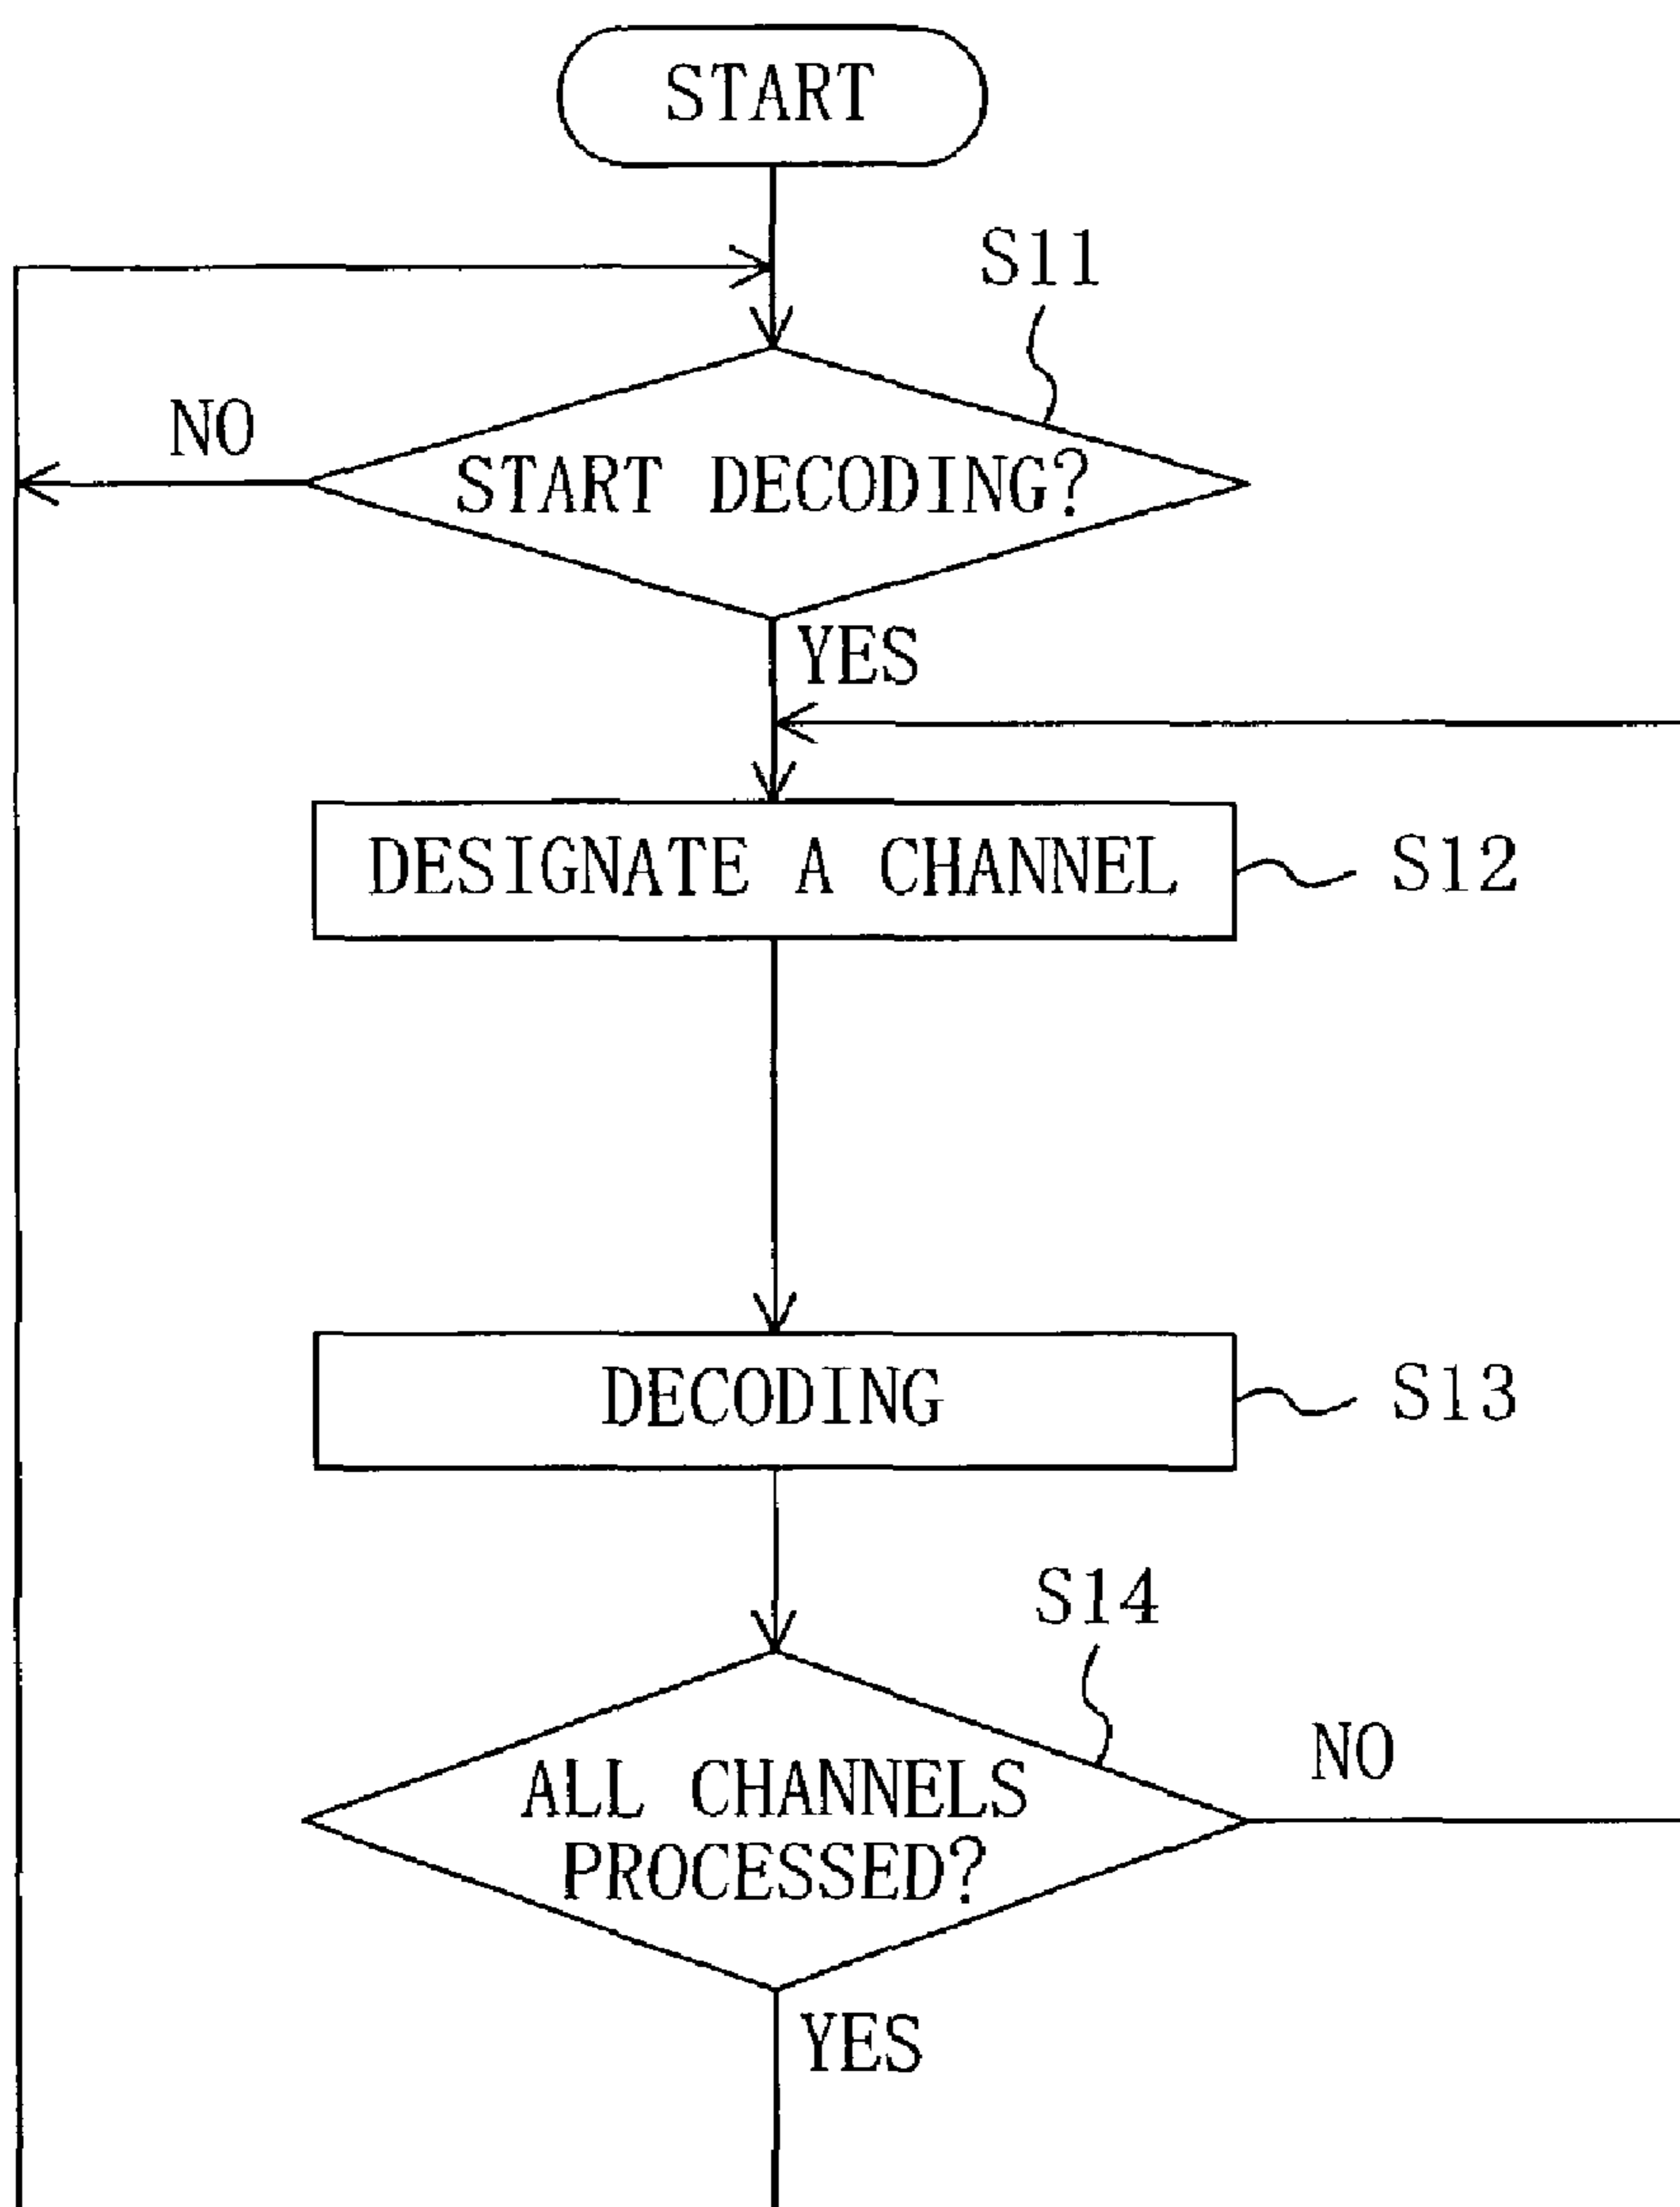 START
S11
NO
START DECODING?
YES
DESIGNATE A CHANNEL
S12
DECODING
S13
S14
NO
ALL CHANNELS
PROCESSED?
YES